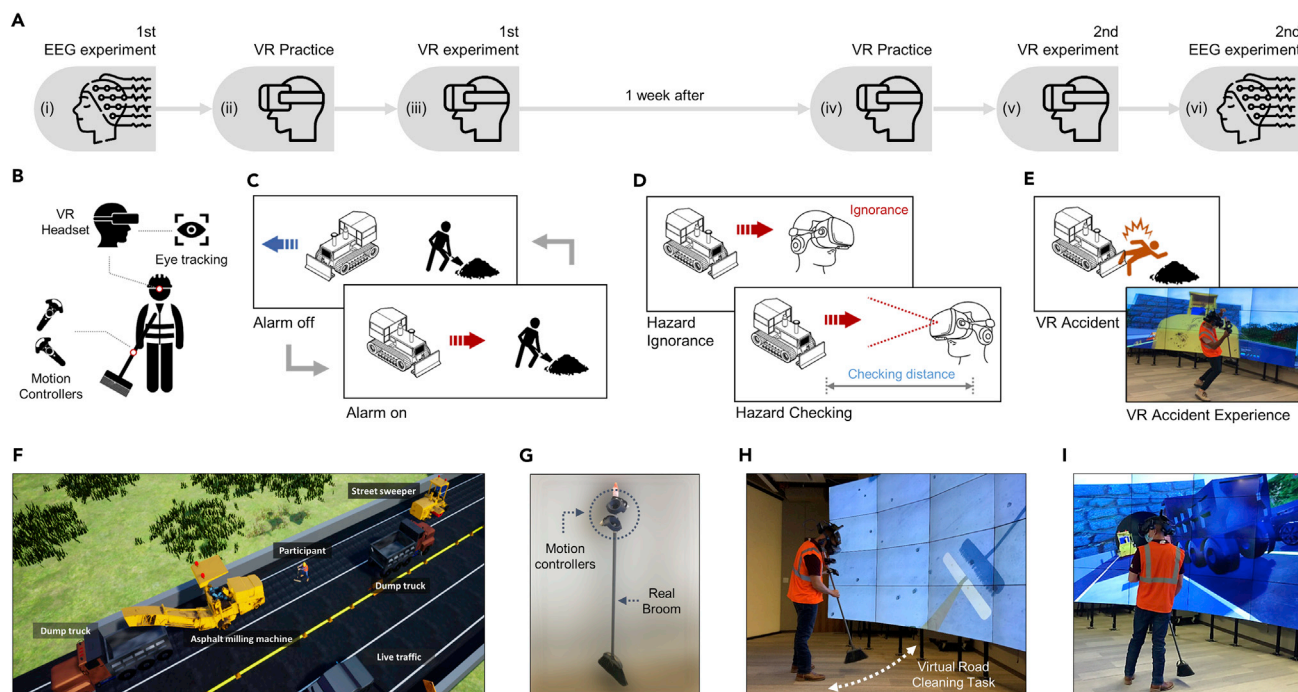 A
1st
EEG experiment
VR Practice
1st
VR experiment
VR Practice
2nd
VR experiment
2nd
EEG experiment
(i)
(ii)
(iii)
1 week after
(iv)
(v)
(vi)
B
VR
Headset
Eye tracking
Motion
Controllers
C
Alarm off
Alarm on
D
Ignorance
Hazard
Ignorance
Checking distance
Hazard Checking
E
VR Accident
VR Accident Experience
F
Street sweeper
Participant
Dump truck
Dump truck
Asphalt milling machine
Live traffic
G
Motion
controllers
Real
Broom
H
Virtual Road
Cleaning Task
I